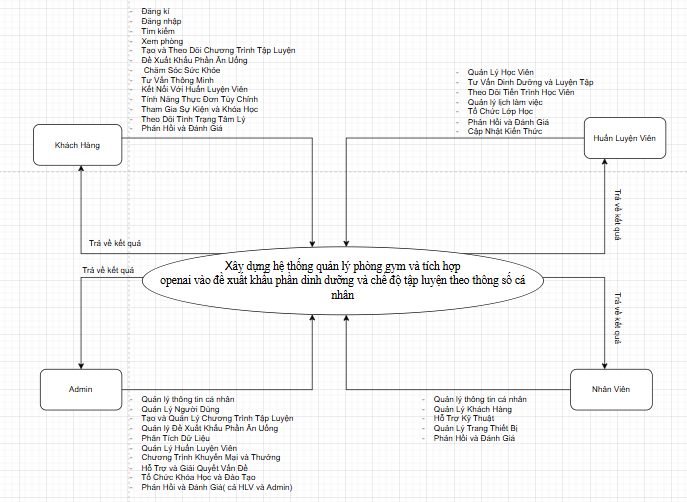 - Đăng kí
- Đăng nhập
- Tìm kiếm
- Xem phòng
- Tạo và Theo Dõi Chương Trình Tập Luyện
- Đề Xuất Khẩu Phần Ăn Uống
- Chăm Sóc Sức Khỏe
- Tư Vấn Thông Minh
- Kết Nối Với Huấn Luyện Viên
- Tính Năng Thực Đơn Tùy Chỉnh
- Tham Gia Sự Kiện và Khóa Học
- Theo Dõi Tình Trạng Tâm Lý
- Phản Hồi và Đánh Giá
- Quản Lý Học Viên
- Tư Vấn Dinh Dưỡng và Luyện Tập
- Theo Dõi Tiến Trình Học Viên
- Quản lý lịch làm việc
- Tổ Chức Lớp Học
- Phản Hồi và Đánh Giá
- Cập Nhật Kiến Thức
Khách Hàng
Huấn Luyện Viên
Trả về kết quả
Trả về kết quả
Xây dựng hệ thống quản lý phòng gym và tích hợp
openai vào đề xuất khẩu phần dinh dưỡng và chế độ tập luyện theo thông số cá
nhân
Trả về kết quả
Trả về kết quả
Admin
Nhân Viên
- Quản lý thông tin cá nhân
- Quản Lý Người Dùng
- Tạo và Quản Lý Chương Trình Tập Luyện
- Quản lý Đề Xuất Khẩu Phần Ăn Uống
- Phân Tích Dữ Liệu
- Quản Lý Huấn Luyện Viên
- Chương Trình Khuyến Mại và Thưởng
- Hỗ Trợ và Giải Quyết Vấn Đề
- Tổ Chức Khóa Học và Đào Tạo
- Phản Hồi và Đánh Giá( cả HLV và Admin)
- Quản lý thông tin cá nhân
- Quản Lý Khách Hàng
- Hỗ Trợ Kỹ Thuật
- Quản Lý Trang Thiết Bị
- Phản Hồi và Đánh Giá